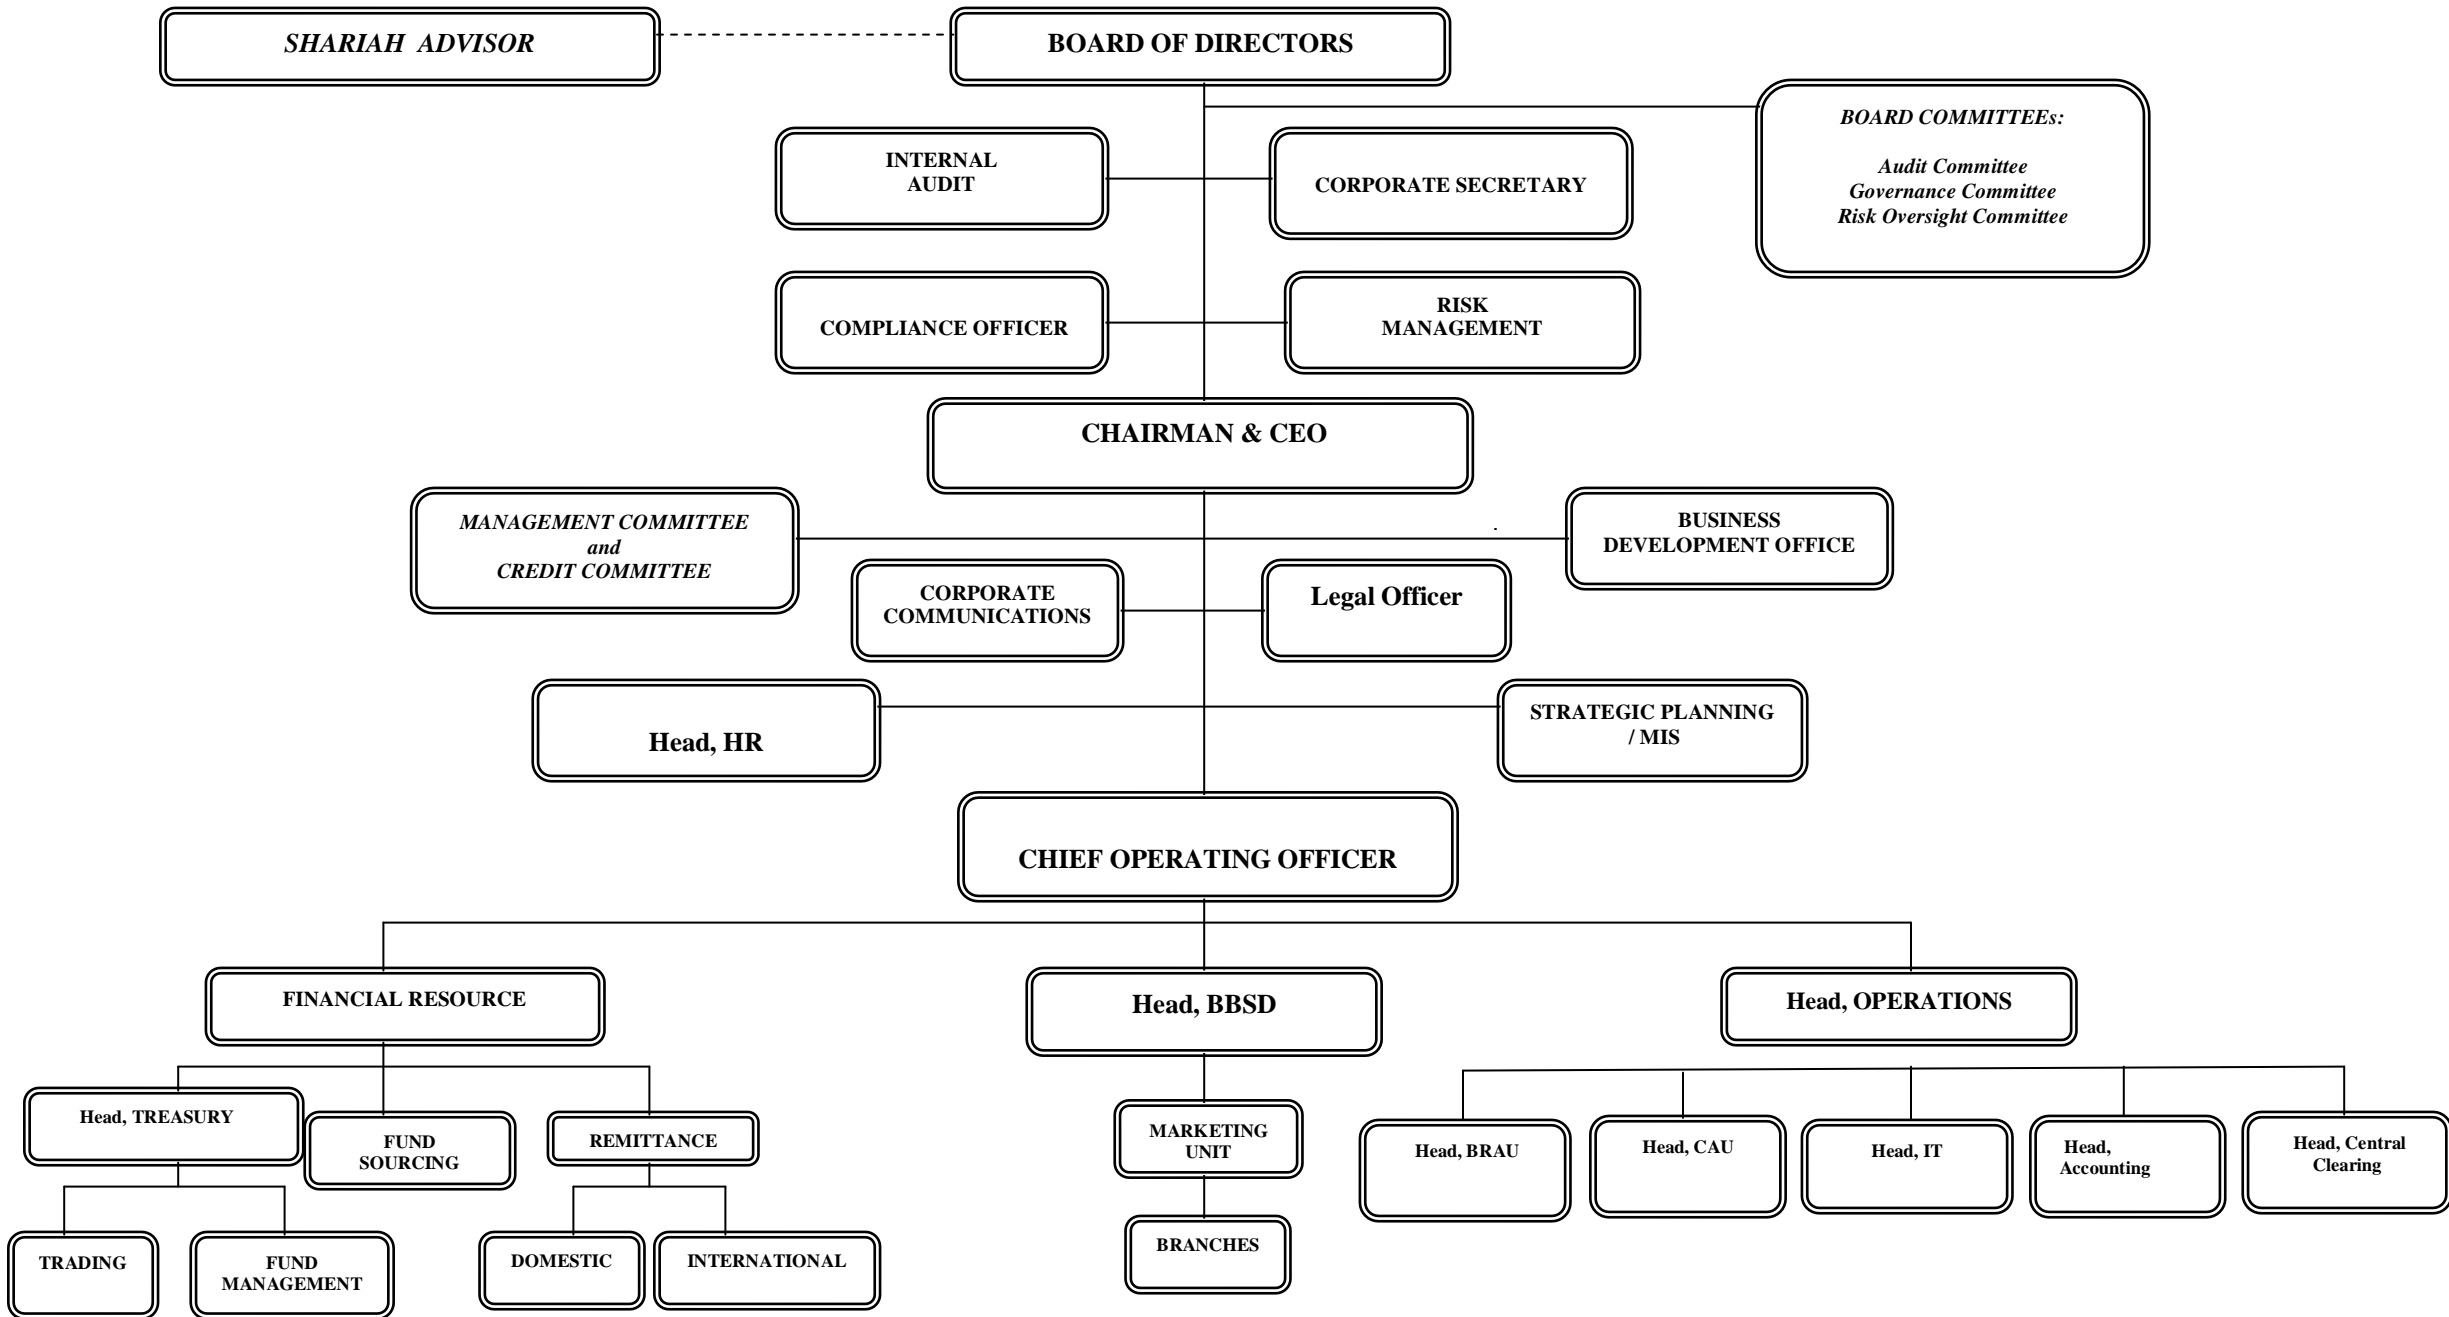 SHARIAH ADVISOR
BOARD OF DIRECTORS
BOARD COMMITTEEs:
Audit Committee
Governance Committee
Risk Oversight Committee
INTERNAL
AUDIT
CORPORATE SECRETARY
COMPLIANCE OFFICER
RISK
MANAGEMENT
CHAIRMAN & CEO
MANAGEMENT COMMITTEE
and
CREDIT COMMITTEE
BUSINESS
DEVELOPMENT OFFICE
CORPORATE
COMMUNICATIONS
Legal Officer
Head, HR
STRATEGIC PLANNING
/ MIS
CHIEF OPERATING OFFICER
FINANCIAL RESOURCE
Head, BBSD
Head, OPERATIONS
Head, TREASURY
FUND
SOURCING
REMITTANCE
MARKETING
UNIT
Head, BRAU
Head, CAU
Head, IT
Head,
Accounting
Head, Central
Clearing
TRADING
FUND
MANAGEMENT
DOMESTIC
INTERNATIONAL
BRANCHES